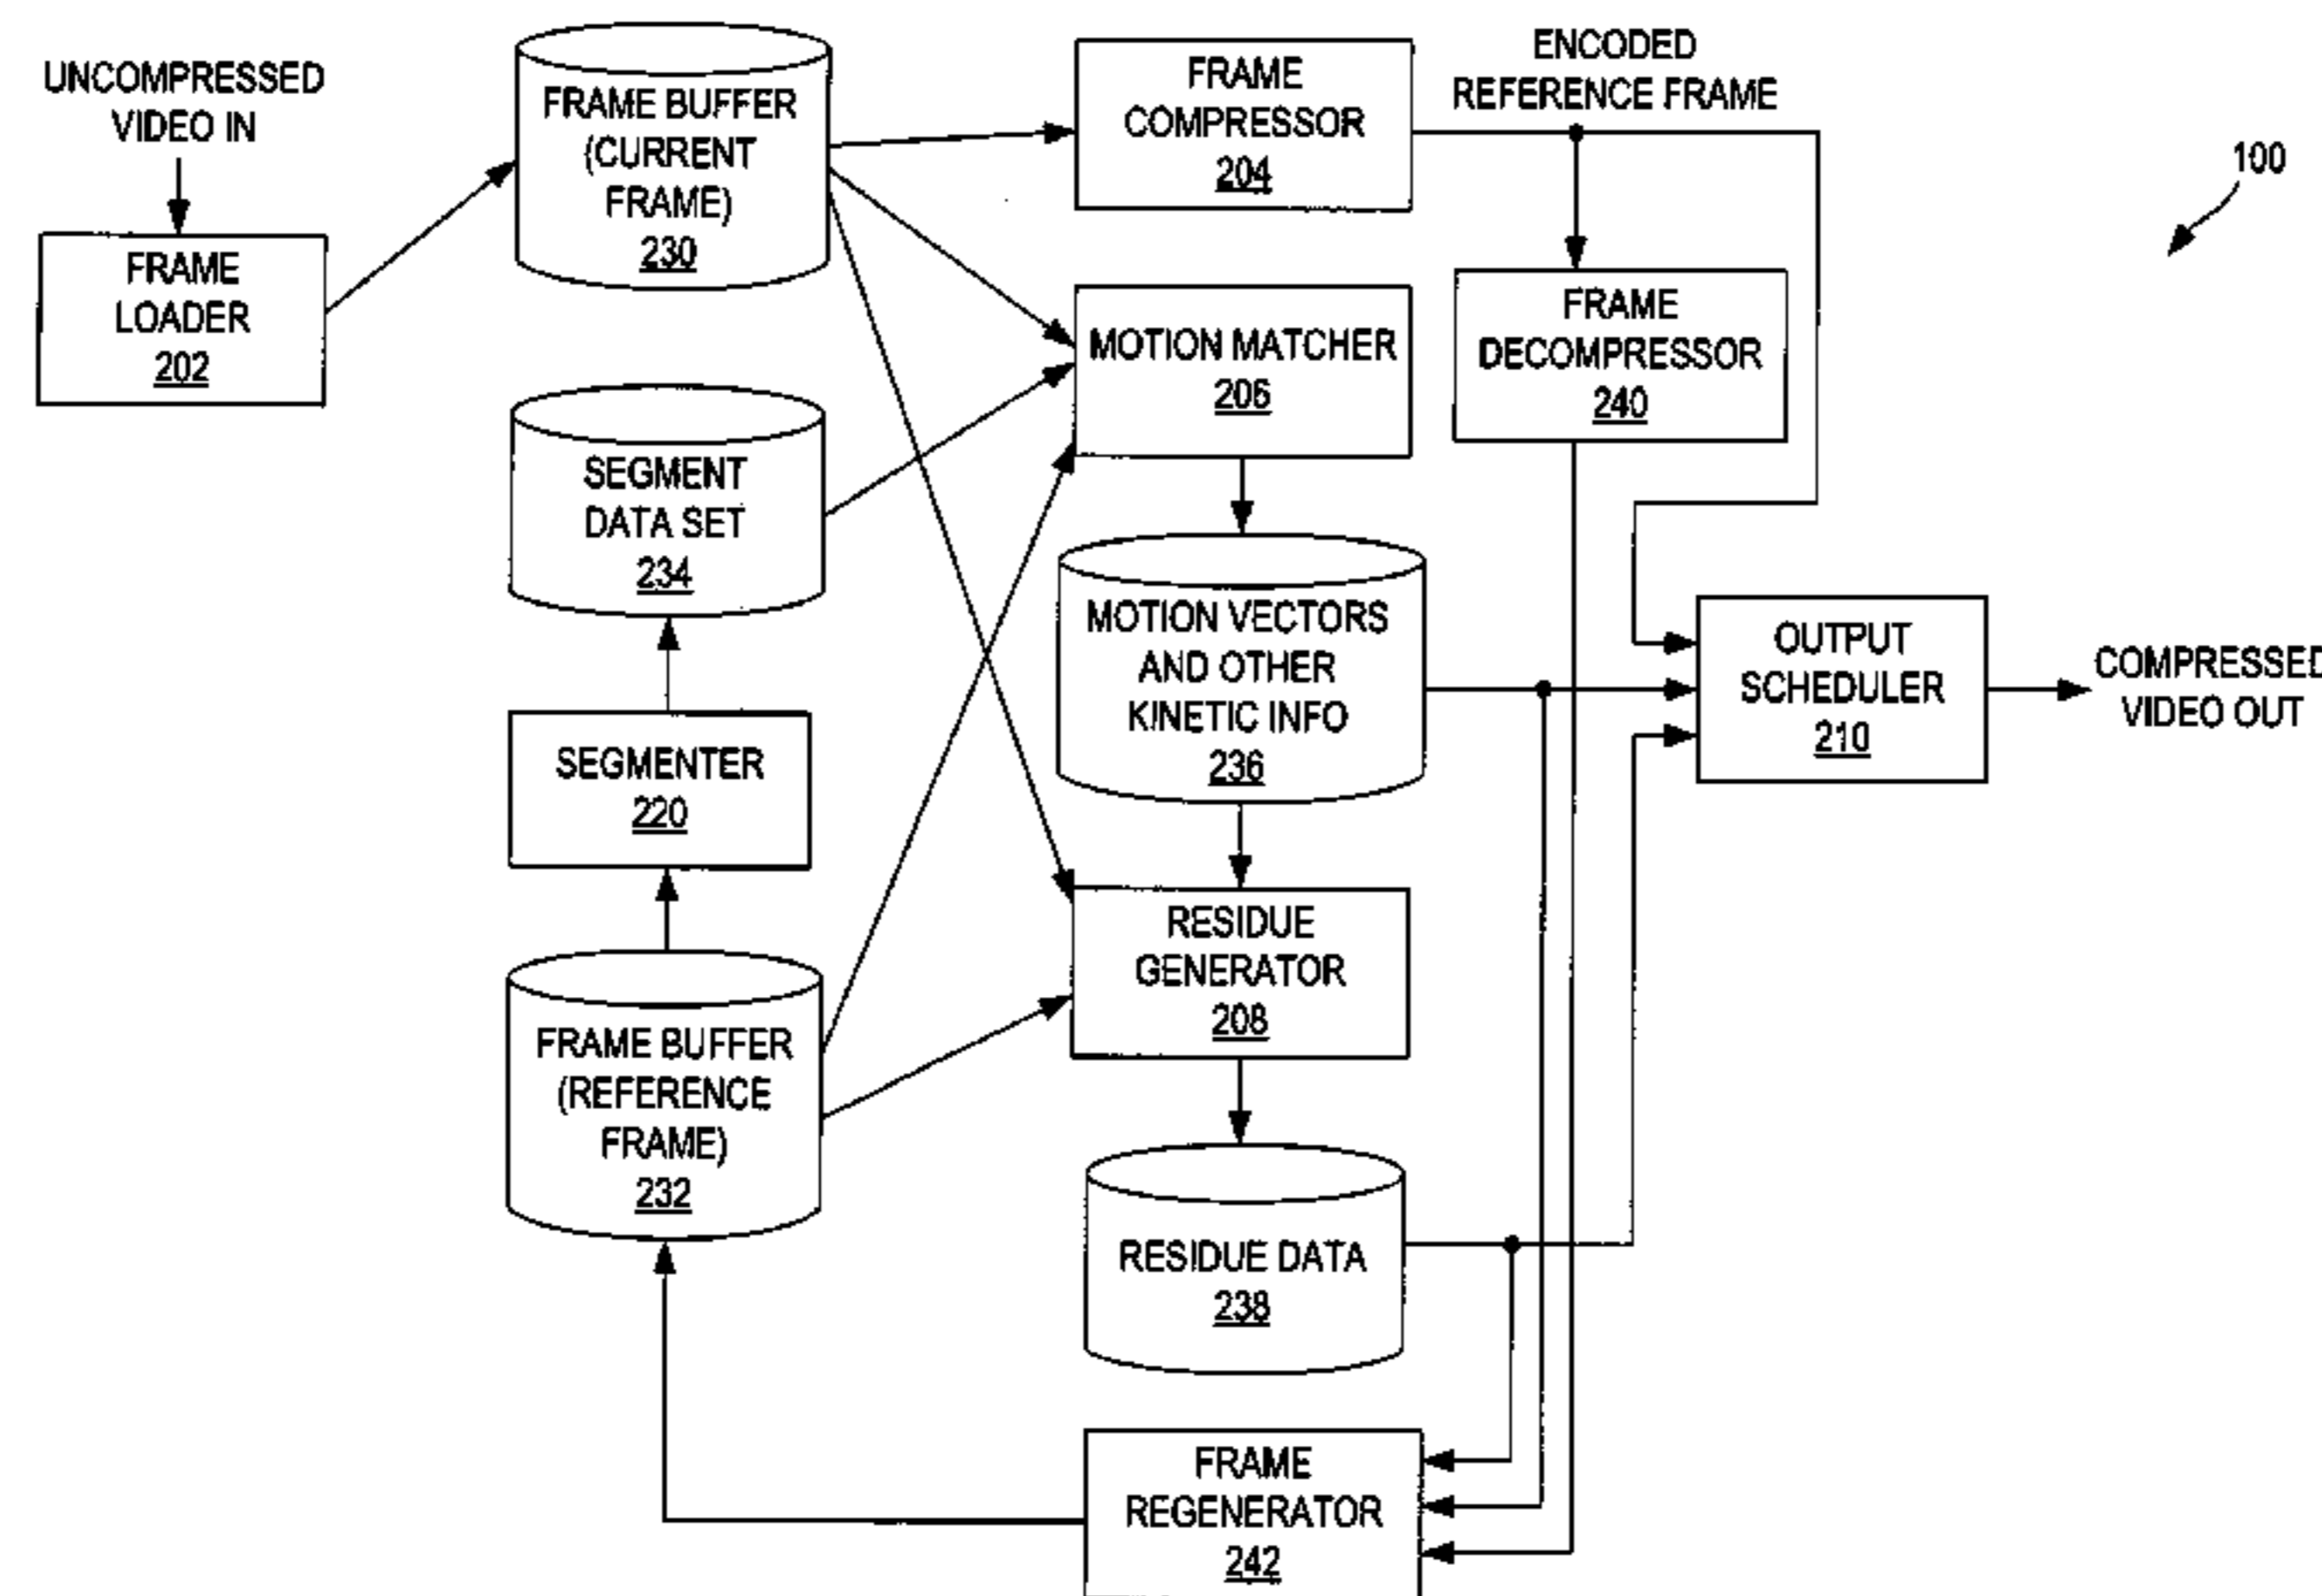 UNCOMPRESSED
VIDEO IN
FRAME
LOADER
202
FRAME BUFFER
(CURRENT
FRAME)
230
FRAME
COMPRESSOR
204
ENCODED
REFERENCE FRAME
100
FRAME
DECOMPRESSOR
240
MOTION MATCHER
206
SEGMENT
DATA SET
234
MOTION VECTORS
AND OTHER
KINETIC INFO
236
OUTPUT
SCHEDULER
210
COMPRESSED
VIDEO OUT
SEGMENTER
220
RESIDUE
GENERATOR
208
FRAME BUFFER
(REFERENCE
FRAME)
232
RESIDUE DATA
238
FRAME
REGENERATOR
242